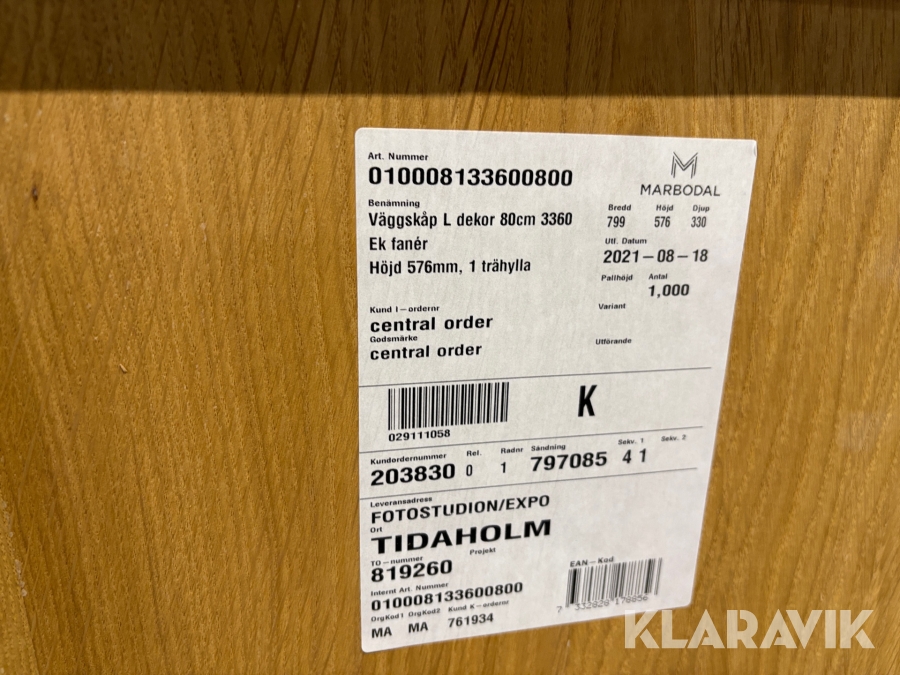 Art. Nummer
010008133600800
MARBODAL
Benämning
Väggskåp L dekor 80cm 3360
Ek fanér
Höjd 576mm, 1 trähylla
Bredd Höjd Djup
799 576 330
Utf. Datum
2021-08-18
Pallhöjd Antal
1,000
Variant
Kund I-ordernr
central order
Godsmärke
central order
Utförande
029111058
K
Kundordernummer Rel. Radnr Sändning Sekv. 1 Sekv. 2
203830 0 1 797085 4 1
Leveransadress
FOTOSTUDION/EXPO
Ort
TIDAHOLM
TO-nummer Projekt
819260
Internt Art. Nummer
010008133600800
OrgKod1 OrgKod2 Kund K-ordernr
MA MA 761934
EAN-Kod
7 332828 178856
KLARAVIK